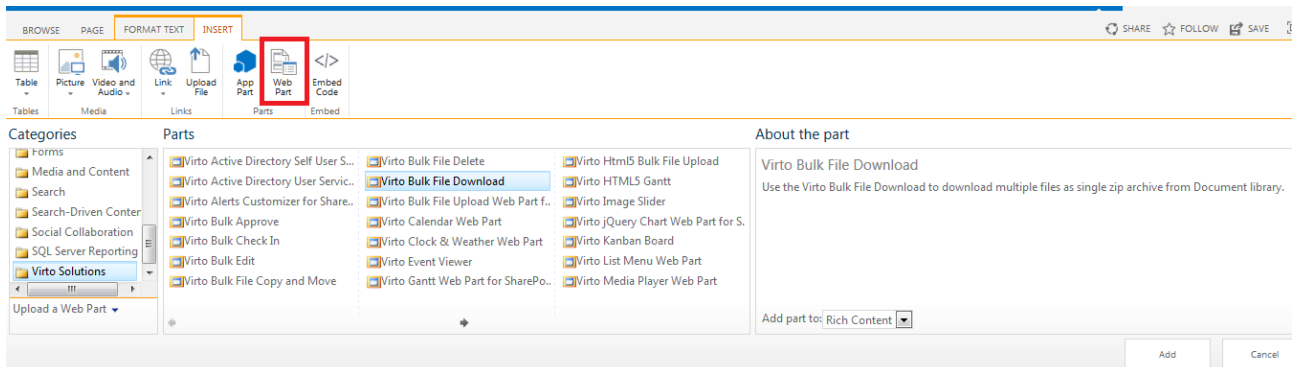 BROWSE PAGE FORMAT TEXT INSERT SHARE FOLLOW SAVE
Table Picture Video and Audio Link Upload File App Part Web Part Embed Code
Tables Media Links Parts Embed
Categories
Forms
Media and Content
Search
Search-Driven Conter
Social Collaboration
SQL Server Reporting
Virto Solutions
Upload a Web Part
Parts
Virto Active Directory Self User S...
Virto Active Directory User Servic..
Virto Alerts Customizer for Share..
Virto Bulk Approve
Virto Bulk Check In
Virto Bulk Edit
Virto Bulk File Copy and Move
Virto Bulk File Delete
Virto Bulk File Download
Virto Bulk File Upload Web Part f..
Virto Calendar Web Part
Virto Clock & Weather Web Part
Virto Event Viewer
Virto Gantt Web Part for SharePo..
Virto Html5 Bulk File Upload
Virto HTML5 Gantt
Virto Image Slider
Virto jQuery Chart Web Part for S.
Virto Kanban Board
Virto List Menu Web Part
Virto Media Player Web Part
About the part
Virto Bulk File Download
Use the Virto Bulk File Download to download multiple files as single zip archive from Document library.
Add part to: Rich Content
Add Cancel